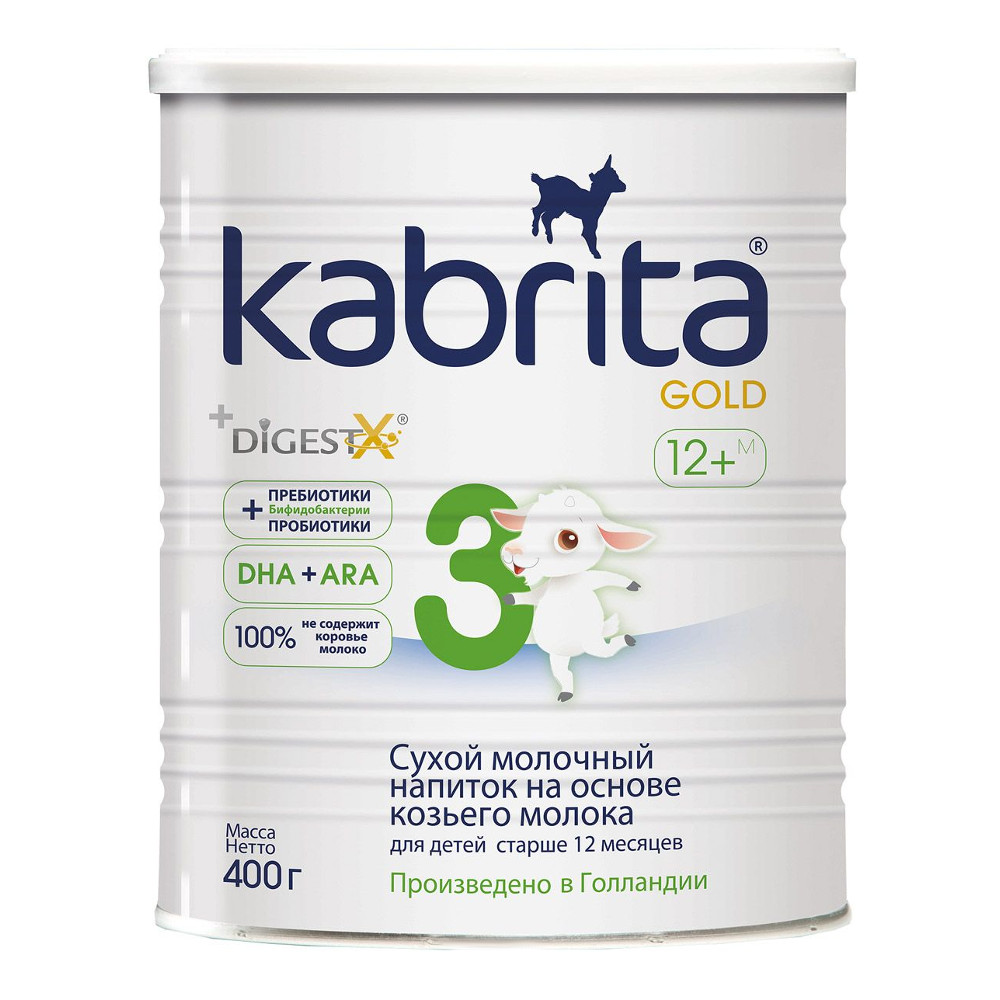 kabrita®
GOLD
+DiGESTX®
12+М
+ ПРЕБИОТИКИ
Бифидобактерии
ПРОБИОТИКИ
DHA+ARA
100% не содержит
коровье
молоко
3
Сухой молочный
напиток на основе
козьего молока
для детей старше 12 месяцев
Произведено в Голландии
Масса
Нетто
400 г